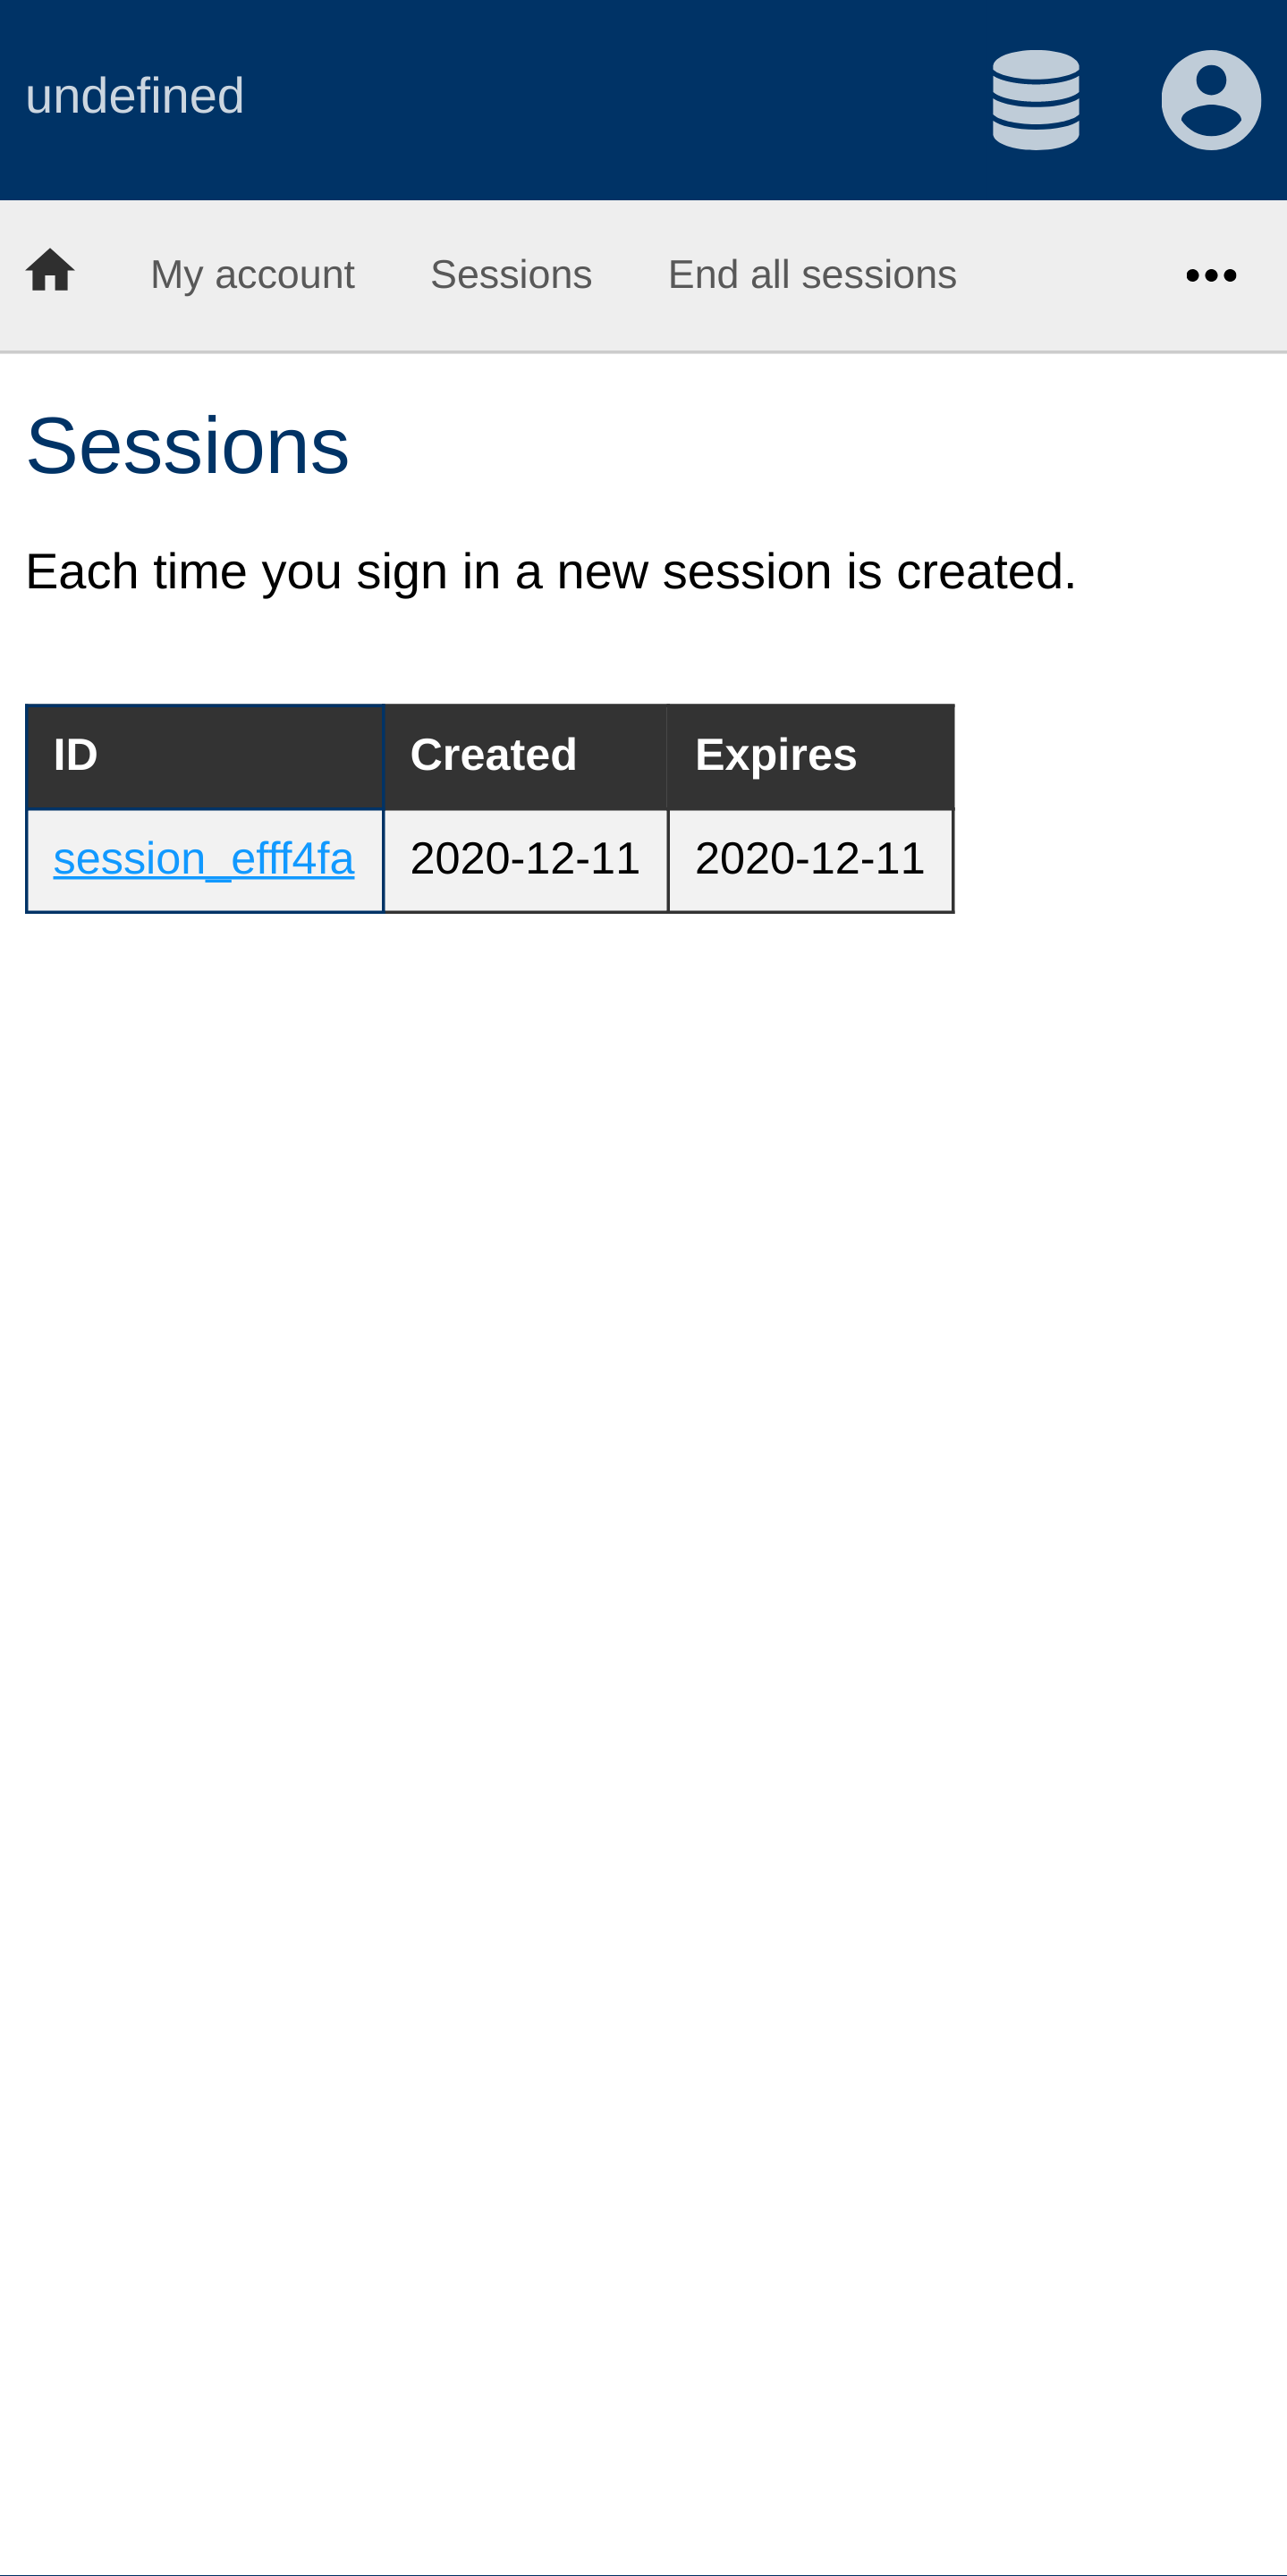 undefined
My account Sessions End all sessions
Sessions
Each time you sign in a new session is created.
ID Created Expires
session_efff4fa 2020-12-11 2020-12-11